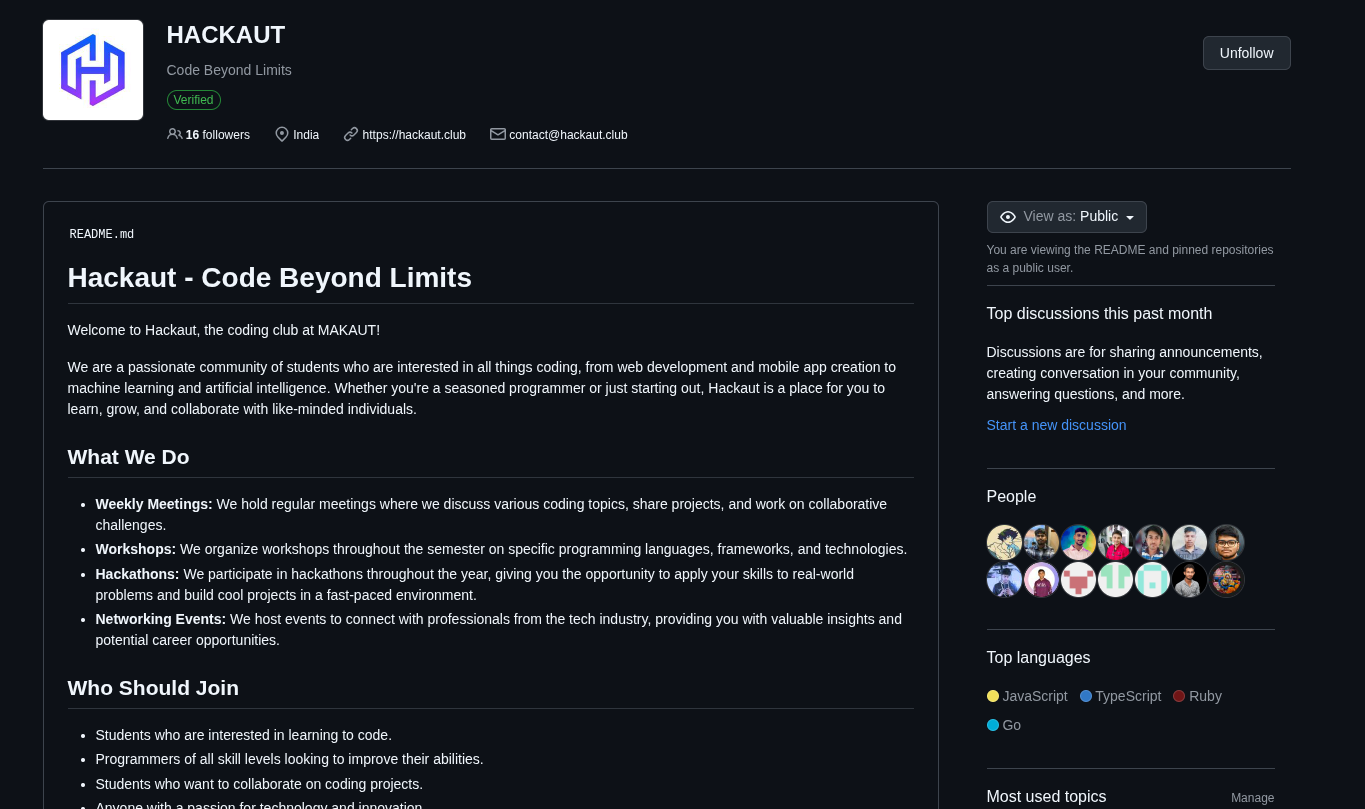 HACKAUT
Unfollow
Code Beyond Limits
Verified
16 followers India https://hackaut.club contact@hackaut.club
README.md
Hackaut - Code Beyond Limits
Welcome to Hackaut, the coding club at MAKAUT!
We are a passionate community of students who are interested in all things coding, from web development and mobile app creation to
machine learning and artificial intelligence. Whether you're a seasoned programmer or just starting out, Hackaut is a place for you to
learn, grow, and collaborate with like-minded individuals.
What We Do
• Weekly Meetings: We hold regular meetings where we discuss various coding topics, share projects, and work on collaborative
challenges.
• Workshops: We organize workshops throughout the semester on specific programming languages, frameworks, and technologies.
• Hackathons: We participate in hackathons throughout the year, giving you the opportunity to apply your skills to real-world
problems and build cool projects in a fast-paced environment.
• Networking Events: We host events to connect with professionals from the tech industry, providing you with valuable insights and
potential career opportunities.
Who Should Join
• Students who are interested in learning to code.
• Programmers of all skill levels looking to improve their abilities.
• Students who want to collaborate on coding projects.
• Anyone with a passion for technology and innovation.
View as: Public
You are viewing the README and pinned repositories
as a public user.
Top discussions this past month
Discussions are for sharing announcements,
creating conversation in your community,
answering questions, and more.
Start a new discussion
People
Top languages
JavaScript TypeScript Ruby
Go
Most used topics Manage